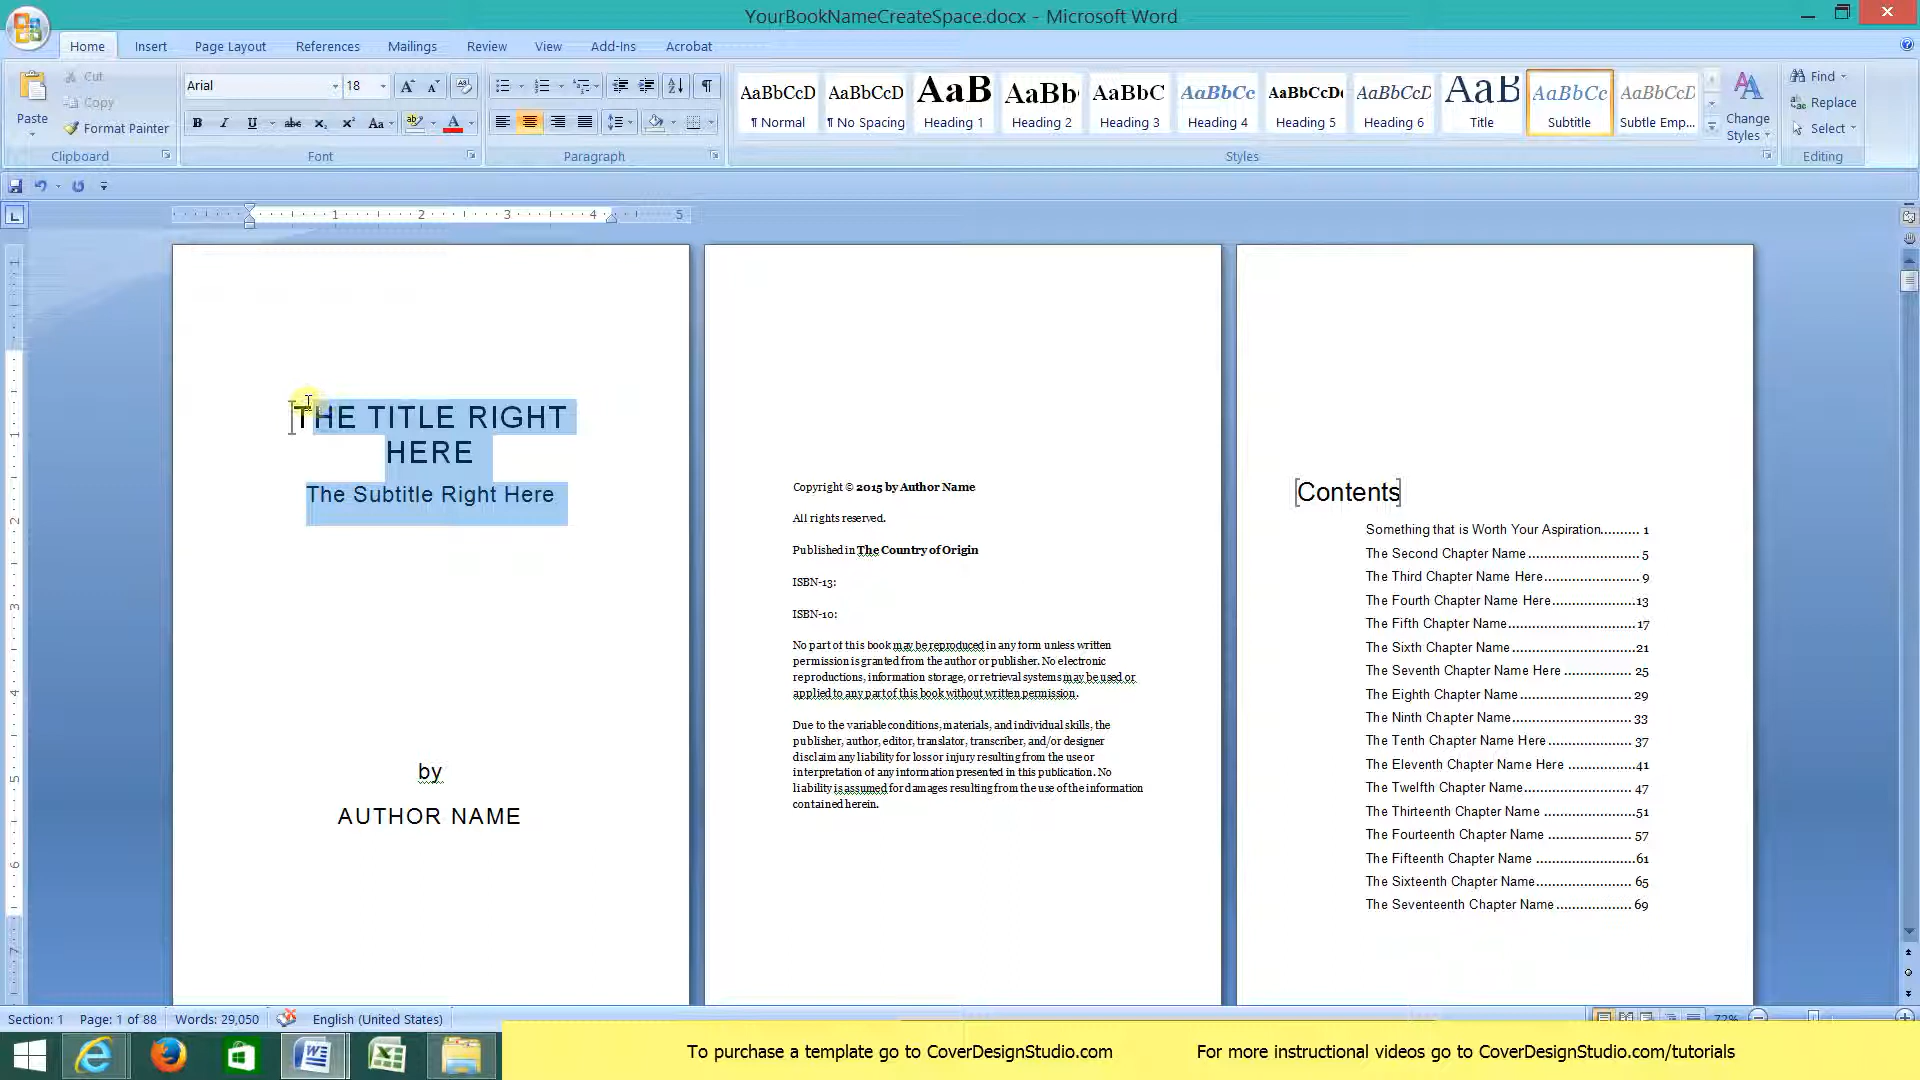 YourBookNameCreateSpace.docx - Microsoft Word
Home Insert Page Layout References Mailings Review View Add-Ins Acrobat
Paste
Cut
Copy
Format Painter
Clipboard
Arial 18
Font
Paragraph
AaBbCcD AaBbCcD AaB AaBb AaBbC AaBbCc AaBbCcD AaBbCcD AaB AaBbCc AaBbCcD
¶ Normal ¶ No Spacing Heading 1 Heading 2 Heading 3 Heading 4 Heading 5 Heading 6 Title Subtitle Subtle Emp...
Change Styles
Styles
Find
Replace
Select
Editing
1 2 3 4 5
THE TITLE RIGHT
HERE
The Subtitle Right Here
by
AUTHOR NAME
Copyright © 2015 by Author Name
All rights reserved.
Published in The Country of Origin
ISBN-13:
ISBN-10:
No part of this book may be reproduced in any form unless written
permission is granted from the author or publisher. No electronic
reproductions, information storage, or retrieval systems may be used or
applied to any part of this book without written permission.
Due to the variable conditions, materials, and individual skills, the
publisher, author, editor, translator, transcriber, and/or designer
disclaim any liability for loss or injury resulting from the use or
interpretation of any information presented in this publication. No
liability is assumed for damages resulting from the use of the information
contained herein.
Contents
Something that is Worth Your Aspiration.......... 1
The Second Chapter Name ............................ 5
The Third Chapter Name Here........................ 9
The Fourth Chapter Name Here......................13
The Fifth Chapter Name................................ 17
The Sixth Chapter Name ...............................21
The Seventh Chapter Name Here .................. 25
The Eighth Chapter Name ............................ 29
The Ninth Chapter Name.............................. 33
The Tenth Chapter Name Here ..................... 37
The Eleventh Chapter Name Here .................41
The Twelfth Chapter Name........................... 47
The Thirteenth Chapter Name .......................51
The Fourteenth Chapter Name ..................... 57
The Fifteenth Chapter Name .........................61
The Sixteenth Chapter Name......................... 65
The Seventeenth Chapter Name ................... 69
Section: 1 Page: 1 of 88 Words: 29,050 English (United States) 72%
To purchase a template go to CoverDesignStudio.com For more instructional videos go to CoverDesignStudio.com/tutorials